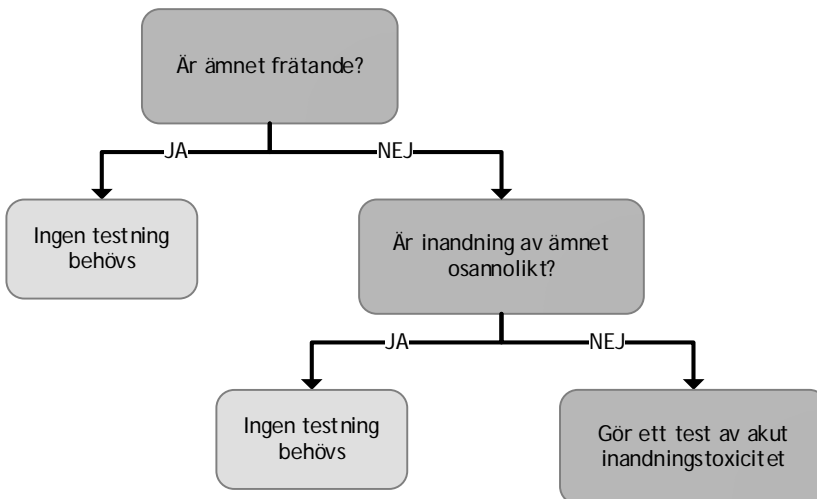 Är ämnet frätande?
JA
NEJ
Ingen testning
behövs
Är inandning av ämnet
osannolikt?
JA
NEJ
Ingen testning
behövs
Gör ett test av akut
inandningstoxicitet